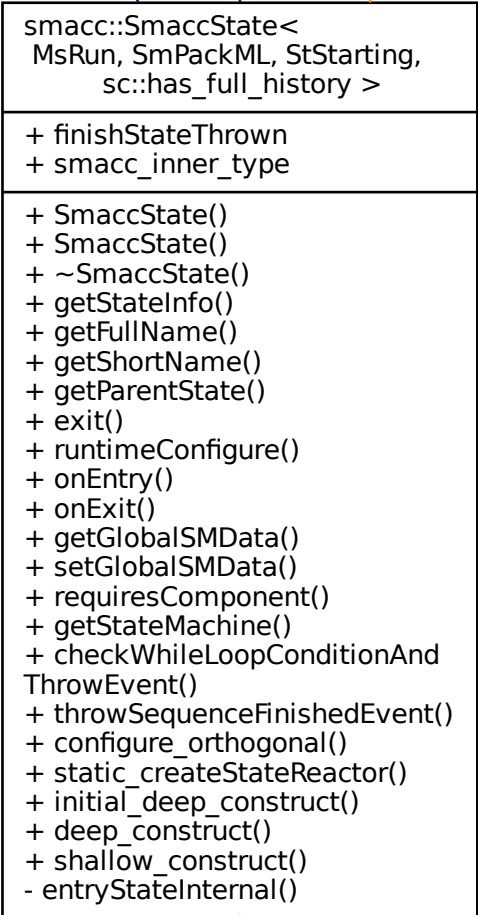 smacc::SmaccState<
MsRun, SmPackML, StStarting,
sc::has_full_history >
+ finishStateThrown
+ smacc_inner_type
+ SmaccState()
+ SmaccState()
+ ~SmaccState()
+ getStateInfo()
+ getFullName()
+ getShortName()
+ getParentState()
+ exit()
+ runtimeConfigure()
+ onEntry()
+ onExit()
+ getGlobalSMData()
+ setGlobalSMData()
+ requiresComponent()
+ getStateMachine()
+ checkWhileLoopConditionAnd
ThrowEvent()
+ throwSequenceFinishedEvent()
+ configure_orthogonal()
+ static_createStateReactor()
+ initial_deep_construct()
+ deep_construct()
+ shallow_construct()
- entryStateInternal()